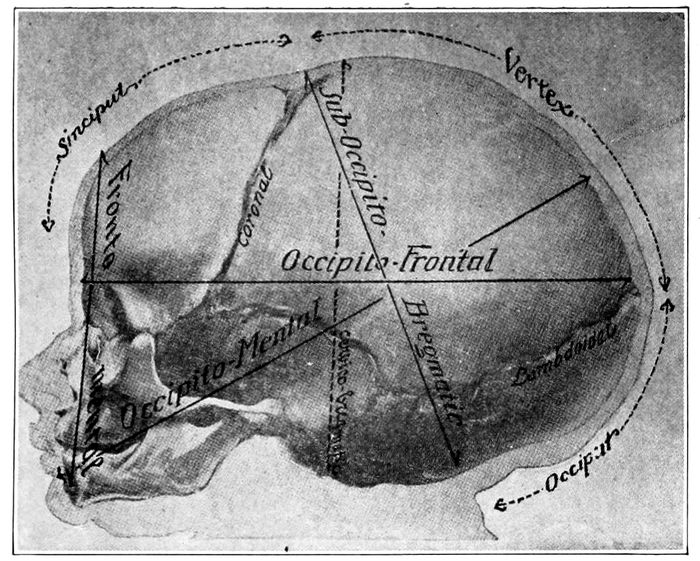 Sinciput
Vertex
Fronto
mental
coronal
Sub-Occipito-
Bregmatic
Occipito-Frontal
Occipito-Mental
Lambdoidal
Occiput